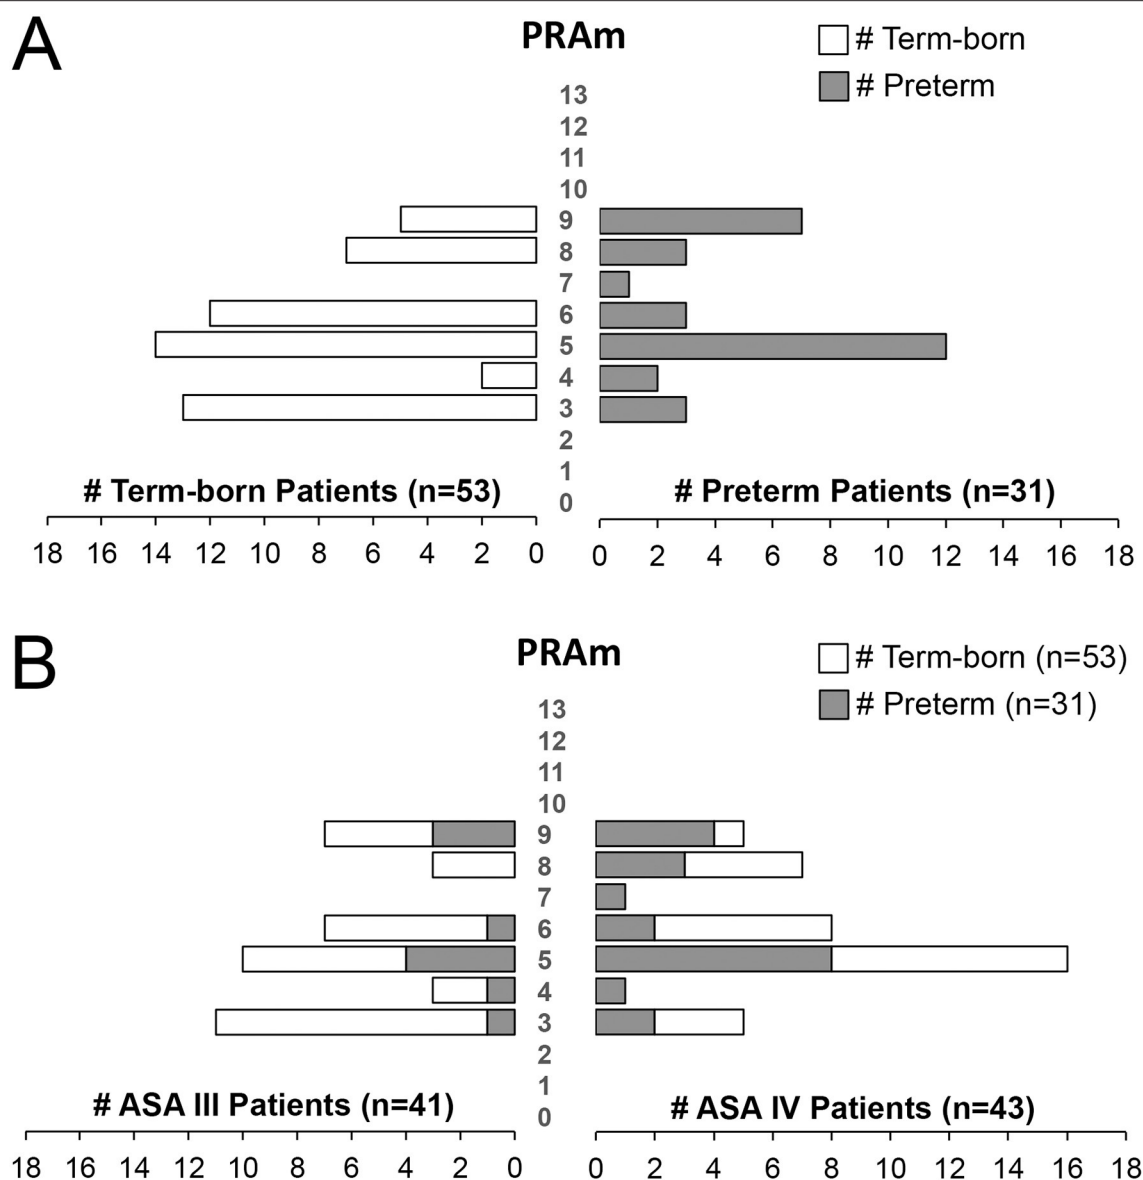 A
PRAm
# Term-born
# Preterm
13
12
11
10
9
8
7
6
5
4
3
2
1
0
# Term-born Patients (n=53)
# Preterm Patients (n=31)
18 16 14 12 10 8 6 4 2 0
0 2 4 6 8 10 12 14 16 18
B
PRAm
# Term-born (n=53)
# Preterm (n=31)
13
12
11
10
9
8
7
6
5
4
3
2
1
0
# ASA III Patients (n=41)
# ASA IV Patients (n=43)
18 16 14 12 10 8 6 4 2 0
0 2 4 6 8 10 12 14 16 18